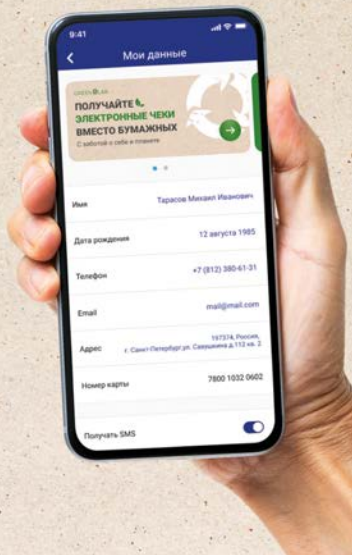 9:41
Мои данные
GREEN LAB
ПОЛУЧАЙТЕ
ЭЛЕКТРОННЫЕ ЧЕКИ
ВМЕСТО БУМАЖНЫХ
С заботой о себе и планете
Имя Тарасов Михаил Иванович
Дата рождения 12 августа 1985
Телефон +7 (812) 380-61-31
Email mail@mail.com
Адрес 197374, Россия,
г. Санкт-Петербург,ул. Савушкина д.112 кв. 2
Номер карты 7800 1032 0602
Получать SMS